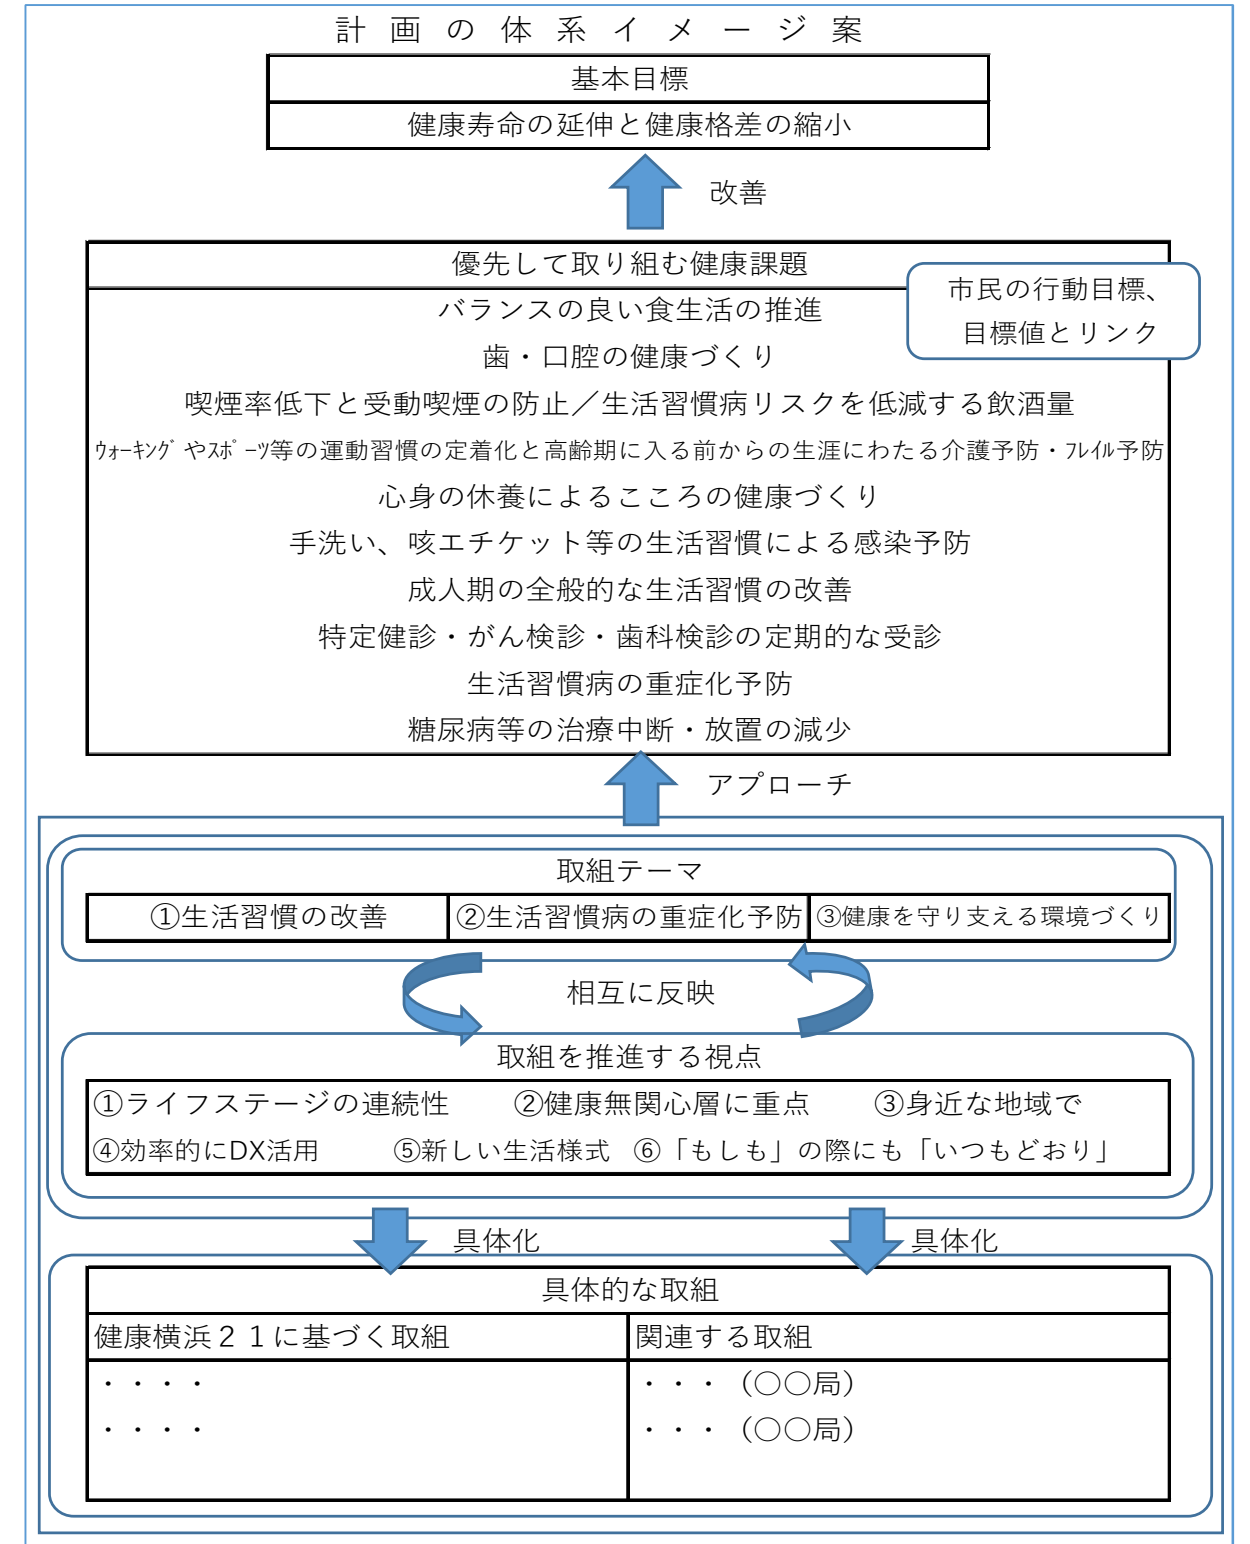 計画の体系イメージ案
基本目標
健康寿命の延伸と健康格差の縮小
改善
優先して取り組む健康課題
市民の行動目標、
目標値とリンク
バランスの良い食生活の推進
歯・口腔の健康づくり
喫煙率低下と受動喫煙の防止／生活習慣病リスクを低減する飲酒量
ｳｫｰｷﾝｸﾞやｽﾎﾟｰﾂ等の運動習慣の定着化と高齢期に入る前からの生涯にわたる介護予防・ﾌﾚｲﾙ予防
心身の休養によるこころの健康づくり
手洗い、咳エチケット等の生活習慣による感染予防
成人期の全般的な生活習慣の改善
特定健診・がん検診・歯科検診の定期的な受診
生活習慣病の重症化予防
糖尿病等の治療中断・放置の減少
アプローチ
取組テーマ
①生活習慣の改善 ②生活習慣病の重症化予防 ③健康を守り支える環境づくり
相互に反映
取組を推進する視点
①ライフステージの連続性 ②健康無関心層に重点 ③身近な地域で
④効率的にDX活用 ⑤新しい生活様式 ⑥「もしも」の際にも「いつもどおり」
具体化 具体化
具体的な取組
健康横浜２１に基づく取組 関連する取組
・・・・ ・・・（○○局）
・・・・ ・・・（○○局）